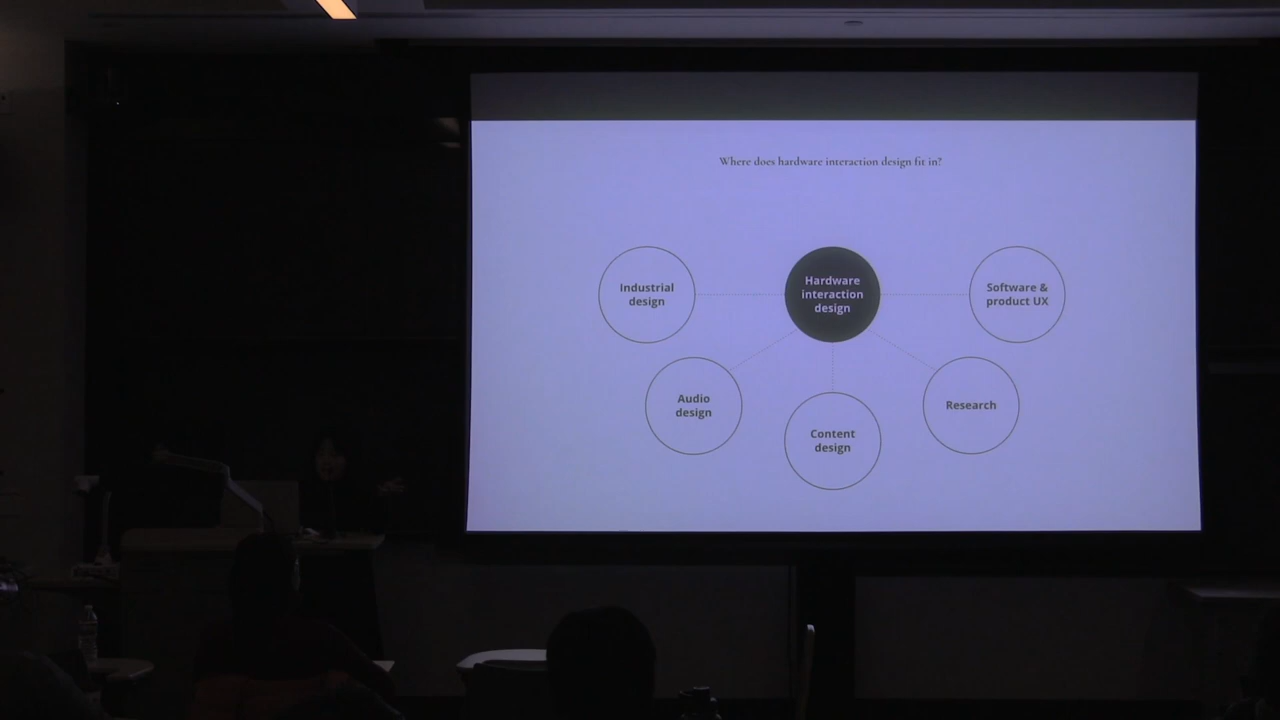 Where does hardware interaction design fit in?
Industrial
design
Hardware
interaction
design
Software &
product UX
Audio
design
Content
design
Research